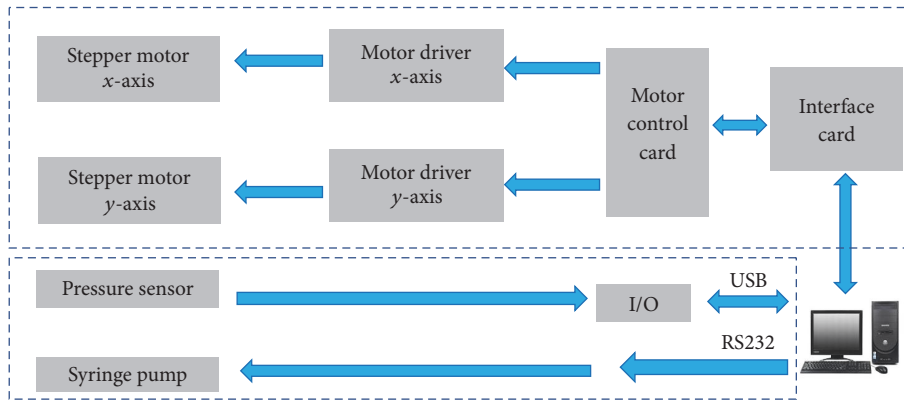 Stepper motor
x-axis
Motor driver
x-axis
Motor
control
card
Interface
card
Stepper motor
y-axis
Motor driver
y-axis
Pressure sensor
I/O
USB
RS232
Syringe pump